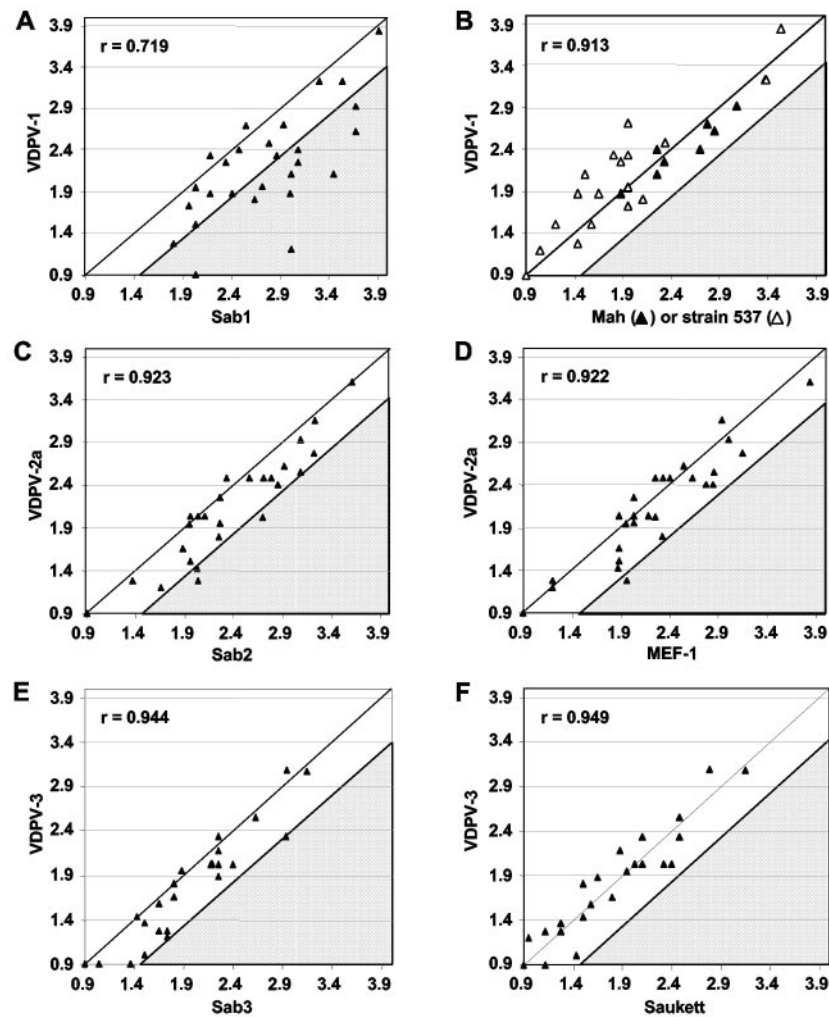 A
B
r = 0.719
r = 0.913
VDPV-1
VDPV-1
3.9
3.4
2.9
2.4
1.9
1.4
0.9
3.9
3.4
2.9
2.4
1.9
1.4
0.9
0.9 1.4 1.9 2.4 2.9 3.4 3.9
0.9 1.4 1.9 2.4 2.9 3.4 3.9
Sab1
Mah (▲) or strain 537 (△)
C
D
r = 0.923
r = 0.922
VDPV-2a
VDPV-2a
3.9
3.4
2.9
2.4
1.9
1.4
0.9
3.9
3.4
2.9
2.4
1.9
1.4
0.9
0.9 1.4 1.9 2.4 2.9 3.4 3.9
0.9 1.4 1.9 2.4 2.9 3.4 3.9
Sab2
MEF-1
E
F
r = 0.944
r = 0.949
VDPV-3
VDPV-3
3.9
3.4
2.9
2.4
1.9
1.4
0.9
3.9
3.4
2.9
2.4
1.9
1.4
0.9
0.9 1.4 1.9 2.4 2.9 3.4 3.9
0.9 1.4 1.9 2.4 2.9 3.4 3.9
Sab3
Saukett